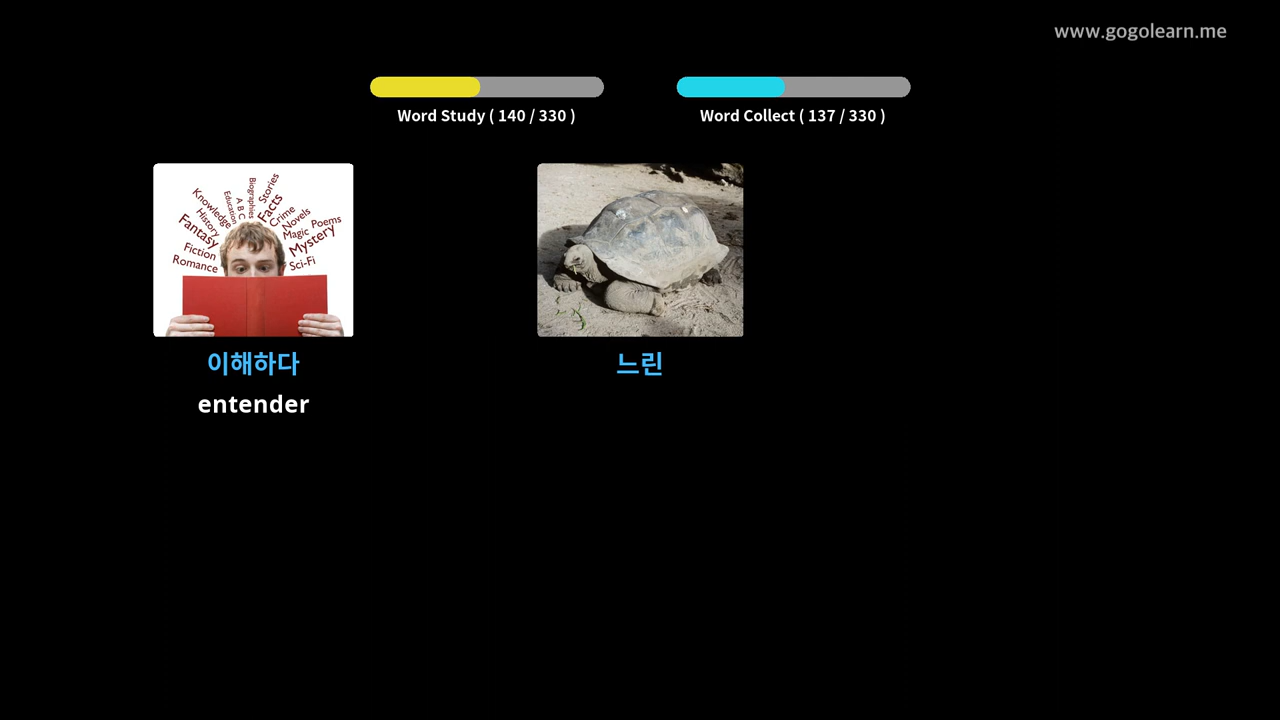 www.gogolearn.me
Word Study ( 140 / 330 )
Word Collect ( 137 / 330 )
Stories
Biographies
Facts
A B C
Education
Knowledge
Crime
History
Novels
Poems
Magic
Fantasy
Mystery
Fiction
Sci-Fi
Romance
이해하다
느린
entender